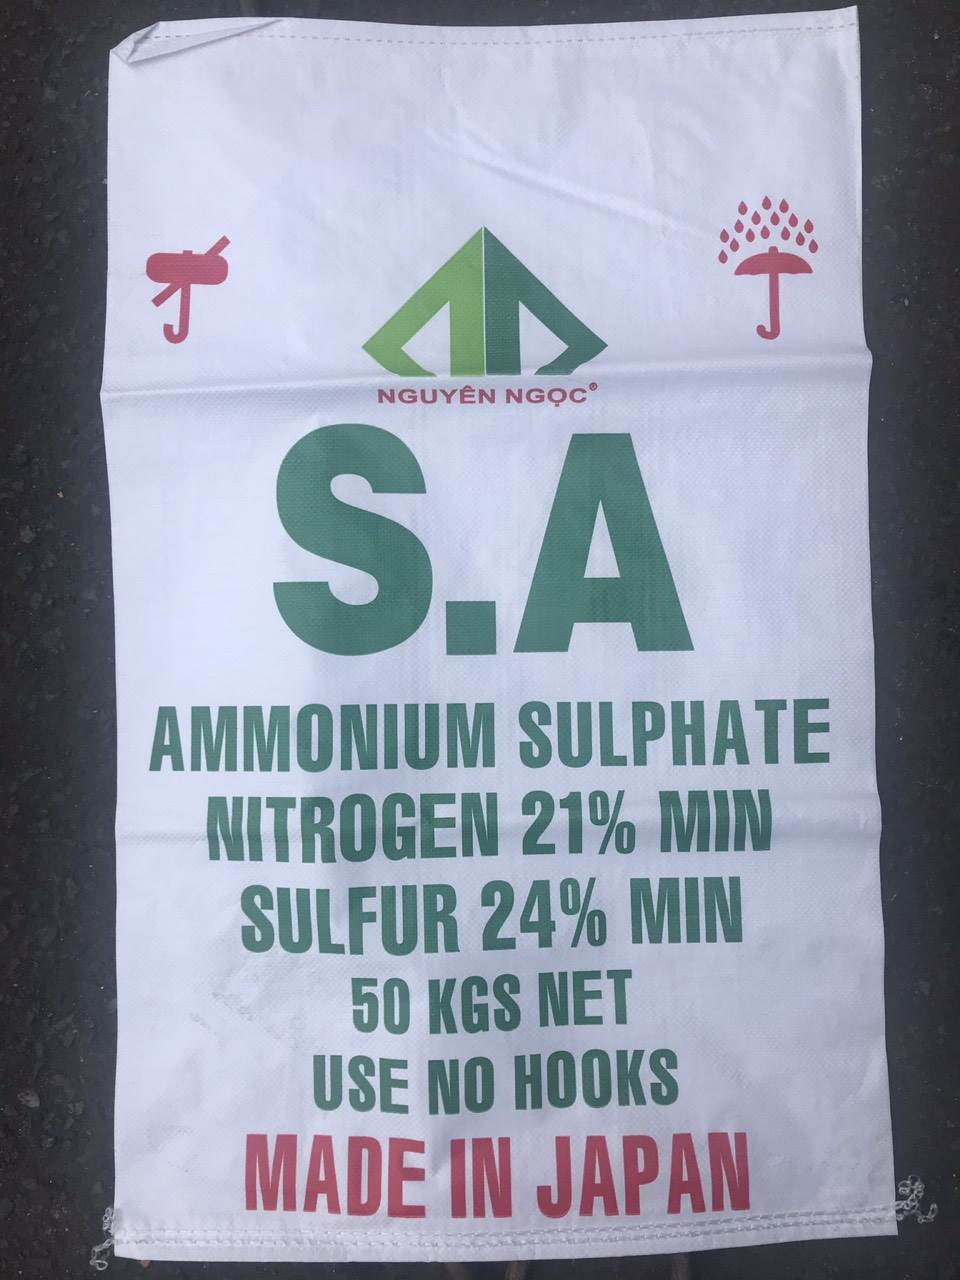 NGUYÊN NGỌC®
S.A
AMMONIUM SULPHATE
NITROGEN 21% MIN
SULFUR 24% MIN
50 KGS NET
USE NO HOOKS
MADE IN JAPAN